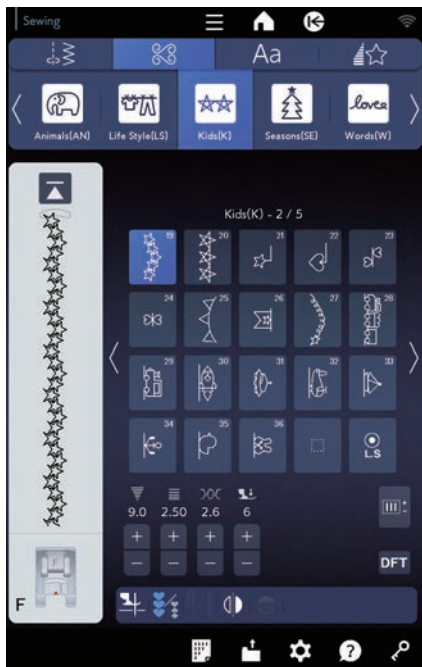 Sewing
Aa
love
Animals(AN) Life Style(LS) Kids(K) Seasons(SE) Words(W)
Kids(K) - 2 / 5
19 20 21 22 23
24 25 26 27 28
29 30 31 32 33
34 35 36
L.S
9.0 2.50 2.6 6
+ + + +
− − − −
DFT
F
F
?